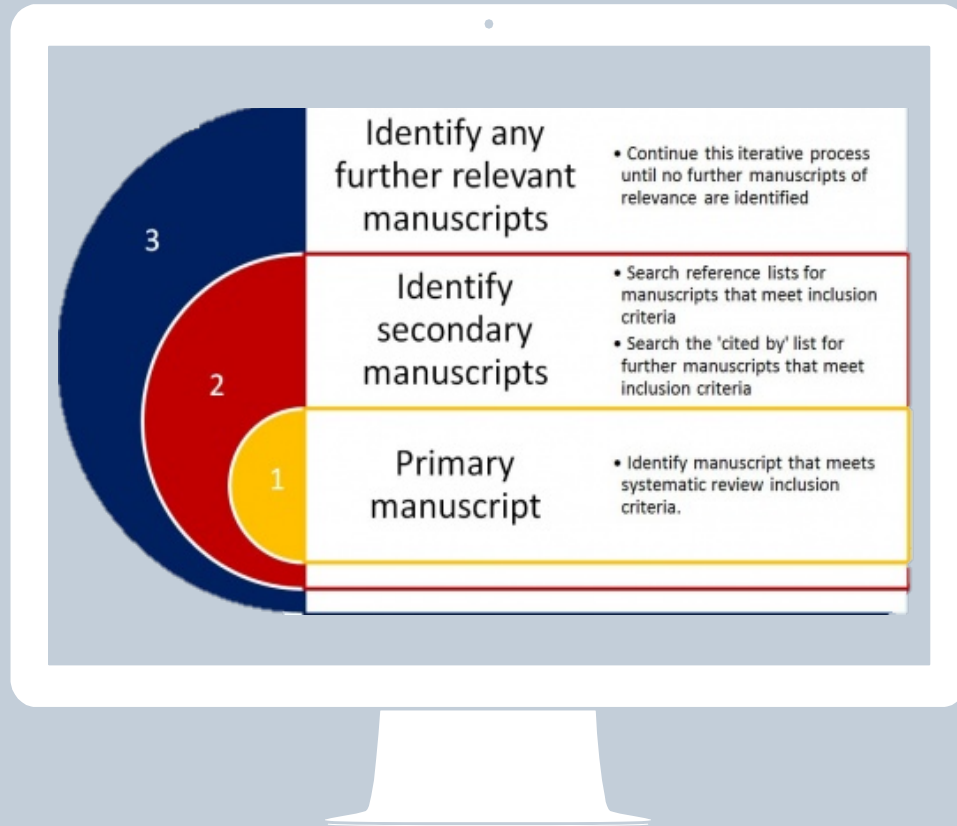 3
Identify any
further relevant
manuscripts
• Continue this iterative process
until no further manuscripts of
relevance are identified
2
Identify
secondary
manuscripts
• Search reference lists for
manuscripts that meet inclusion
criteria
• Search the 'cited by' list for
further manuscripts that meet
inclusion criteria
1
Primary
manuscript
• Identify manuscript that meets
systematic review inclusion
criteria.